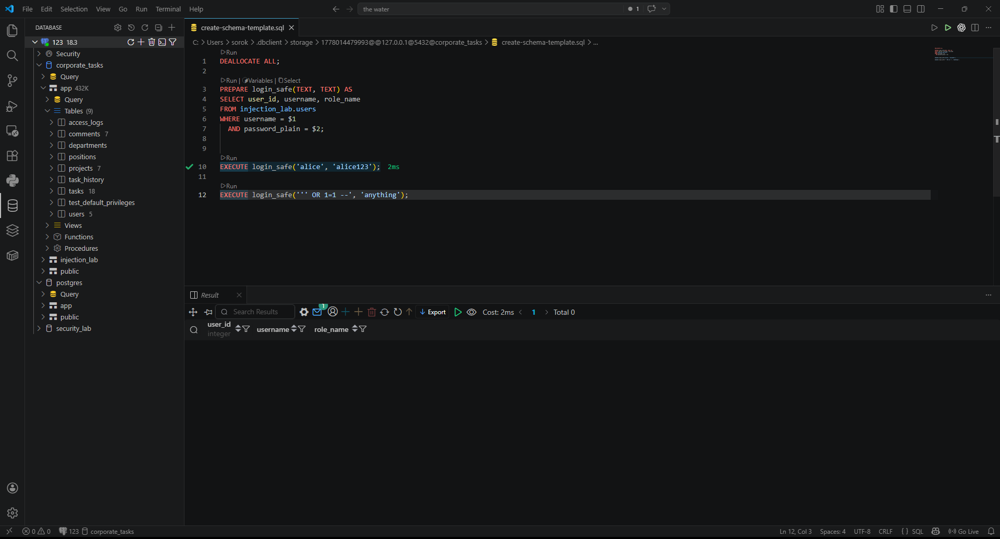 File Edit Selection View Go Run Terminal Help
the water
1
DATABASE
123 18.3
Security
corporate_tasks
Query
app 432K
Query
Tables (9)
access_logs
comments 7
departments
positions
projects 7
task_history
tasks 18
test_default_privileges
users 5
Views
Functions
Procedures
injection_lab
public
postgres
Query
app
public
security_lab
create-schema-template.sql
C: > Users > sorok > .dbclient > storage > 1778014479993@@127.0.0.1@5432@corporate_tasks > create-schema-template.sql > ...
Run
1 DEALLOCATE ALL;
2
Run | Variables | Select
3 PREPARE login_safe(TEXT, TEXT) AS
4 SELECT user_id, username, role_name
5 FROM injection_lab.users
6 WHERE username = $1
7 AND password_plain = $2;
8
9
Run
10 EXECUTE login_safe('alice', 'alice123'); 2ms
11
Run
12 EXECUTE login_safe(''' OR 1=1 --', 'anything');
Result
Search Results
1
Export
Cost: 2ms < 1 > Total 0
user_id
integer
username
role_name
0 0 123 corporate_tasks
Ln 12, Col 3 Spaces: 4 UTF-8 CRLF { } SQL Go Live